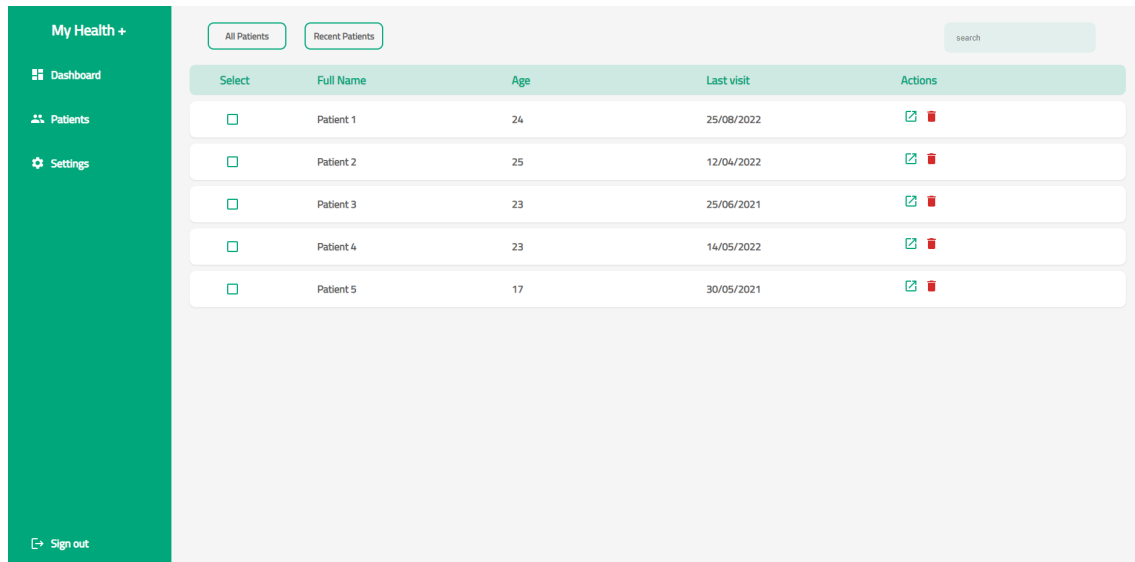 My Health +
Dashboard
Patients
Settings
Sign out
All Patients Recent Patients search
Select Full Name Age Last visit Actions
Patient 1 24 25/08/2022
Patient 2 25 12/04/2022
Patient 3 23 25/06/2021
Patient 4 23 14/05/2022
Patient 5 17 30/05/2021